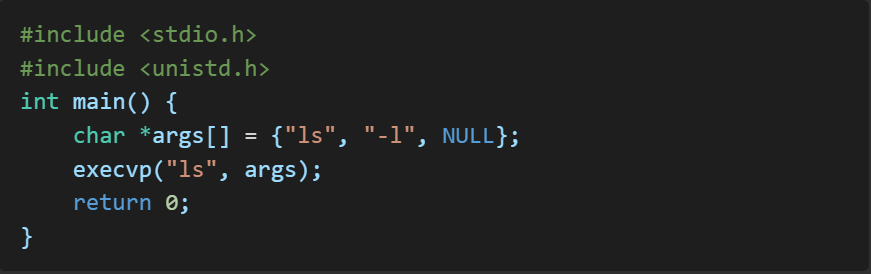 #include <stdio.h>
#include <unistd.h>
int main() {
    char *args[] = {"ls", "-l", NULL};
    execvp("ls", args);
    return 0;
}